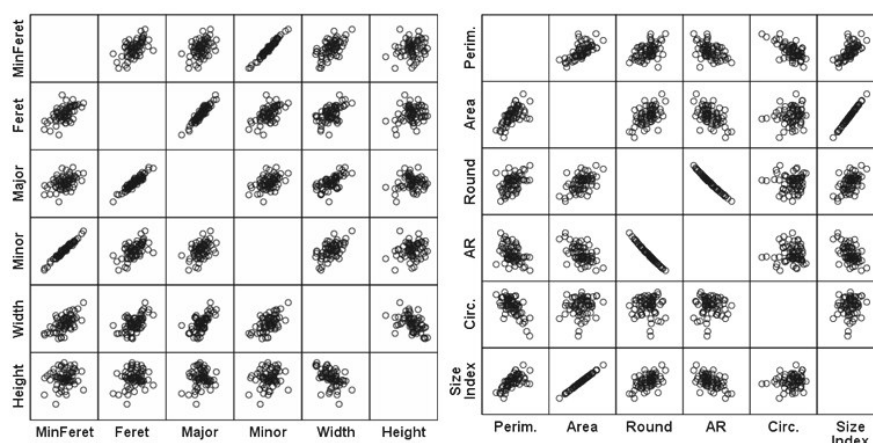 MinFeret
Feret
Major
Minor
Width
Height
MinFeret Feret Major Minor Width Height
Perim.
Area
Round
AR
Circ.
Size
Index
Perim. Area Round AR Circ. Size
Index